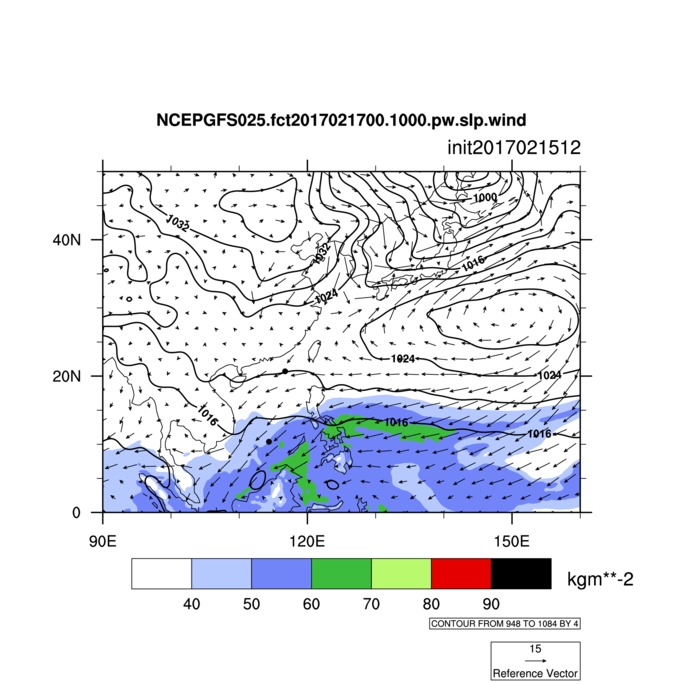 NCEPGFS025.fct2017021700.1000.pw.slp.wind
init2017021512
1000
1032
40N
1032
1016
1024
1024
1024
20N
1016
1016
1016
0
90E 120E 150E
kgm**-2
40 50 60 70 80 90
CONTOUR FROM 948 TO 1084 BY 4
15
Reference Vector